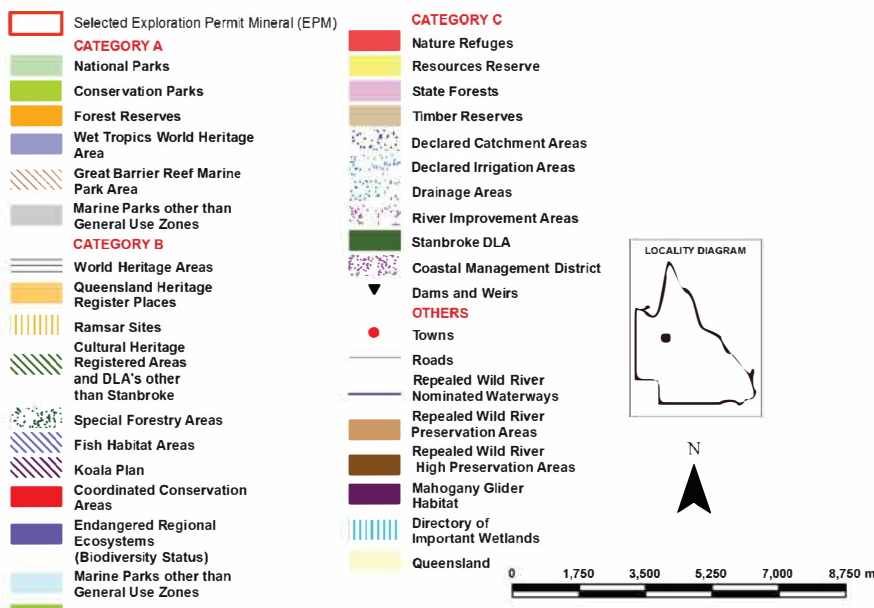 Selected Exploration Permit Mineral (EPM)
CATEGORY A
National Parks
Conservation Parks
Forest Reserves
Wet Tropics World Heritage
Area
Great Barrier Reef Marine
Park Area
Marine Parks other than
General Use Zones
CATEGORY B
World Heritage Areas
Queensland Heritage
Register Places
Ramsar Sites
Cultural Heritage
Registered Areas
and DLA's other
than Stanbroke
Special Forestry Areas
Fish Habitat Areas
Koala Plan
Coordinated Conservation
Areas
Endangered Regional
Ecosystems
(Biodiversity Status)
Marine Parks other than
General Use Zones
CATEGORY C
Nature Refuges
Resources Reserve
State Forests
Timber Reserves
Declared Catchment Areas
Declared Irrigation Areas
Drainage Areas
River Improvement Areas
Stanbroke DLA
Coastal Management District
Dams and Weirs
OTHERS
Towns
Roads
Repealed Wild River
Nominated Waterways
Repealed Wild River
Preservation Areas
Repealed Wild River
High Preservation Areas
Mahogany Glider
Habitat
Directory of
Important Wetlands
Queensland
LOCALITY DIAGRAM
N
0 1,750 3,500 5,250 7,000 8,750 m